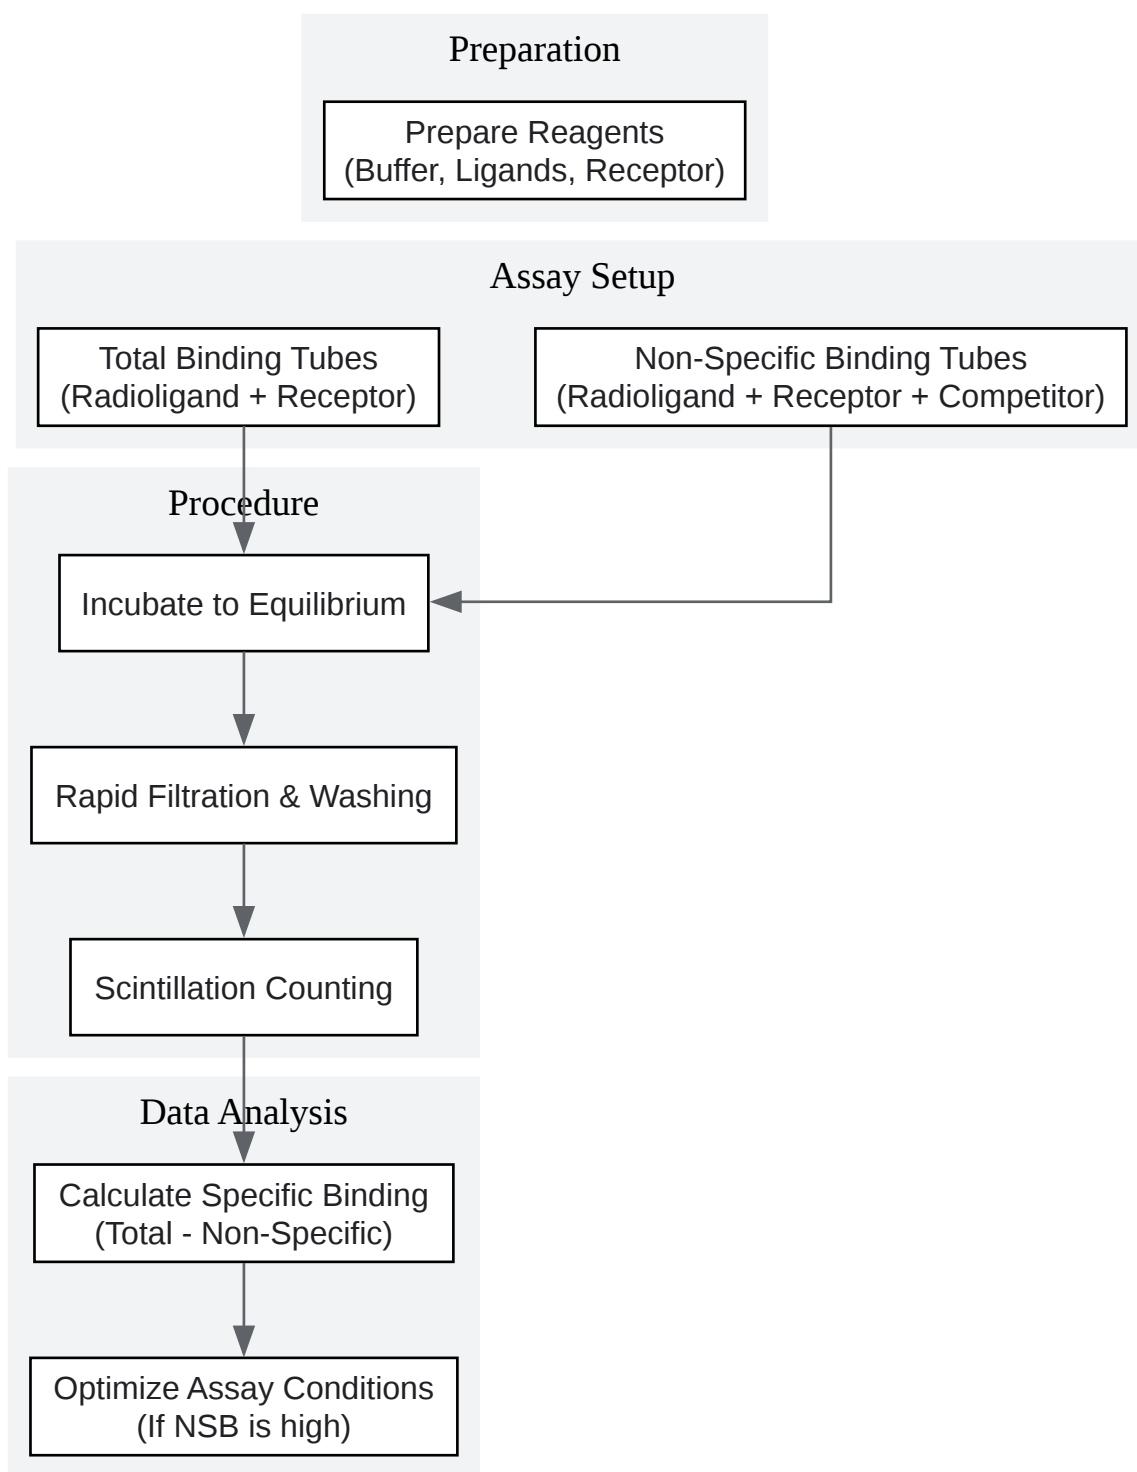 Preparation
Prepare Reagents
(Buffer, Ligands, Receptor)
Assay Setup
Total Binding Tubes
(Radioligand + Receptor)
Non-Specific Binding Tubes
(Radioligand + Receptor + Competitor)
Procedure
Incubate to Equilibrium
Rapid Filtration & Washing
Scintillation Counting
Data Analysis
Calculate Specific Binding
(Total - Non-Specific)
Optimize Assay Conditions
(If NSB is high)